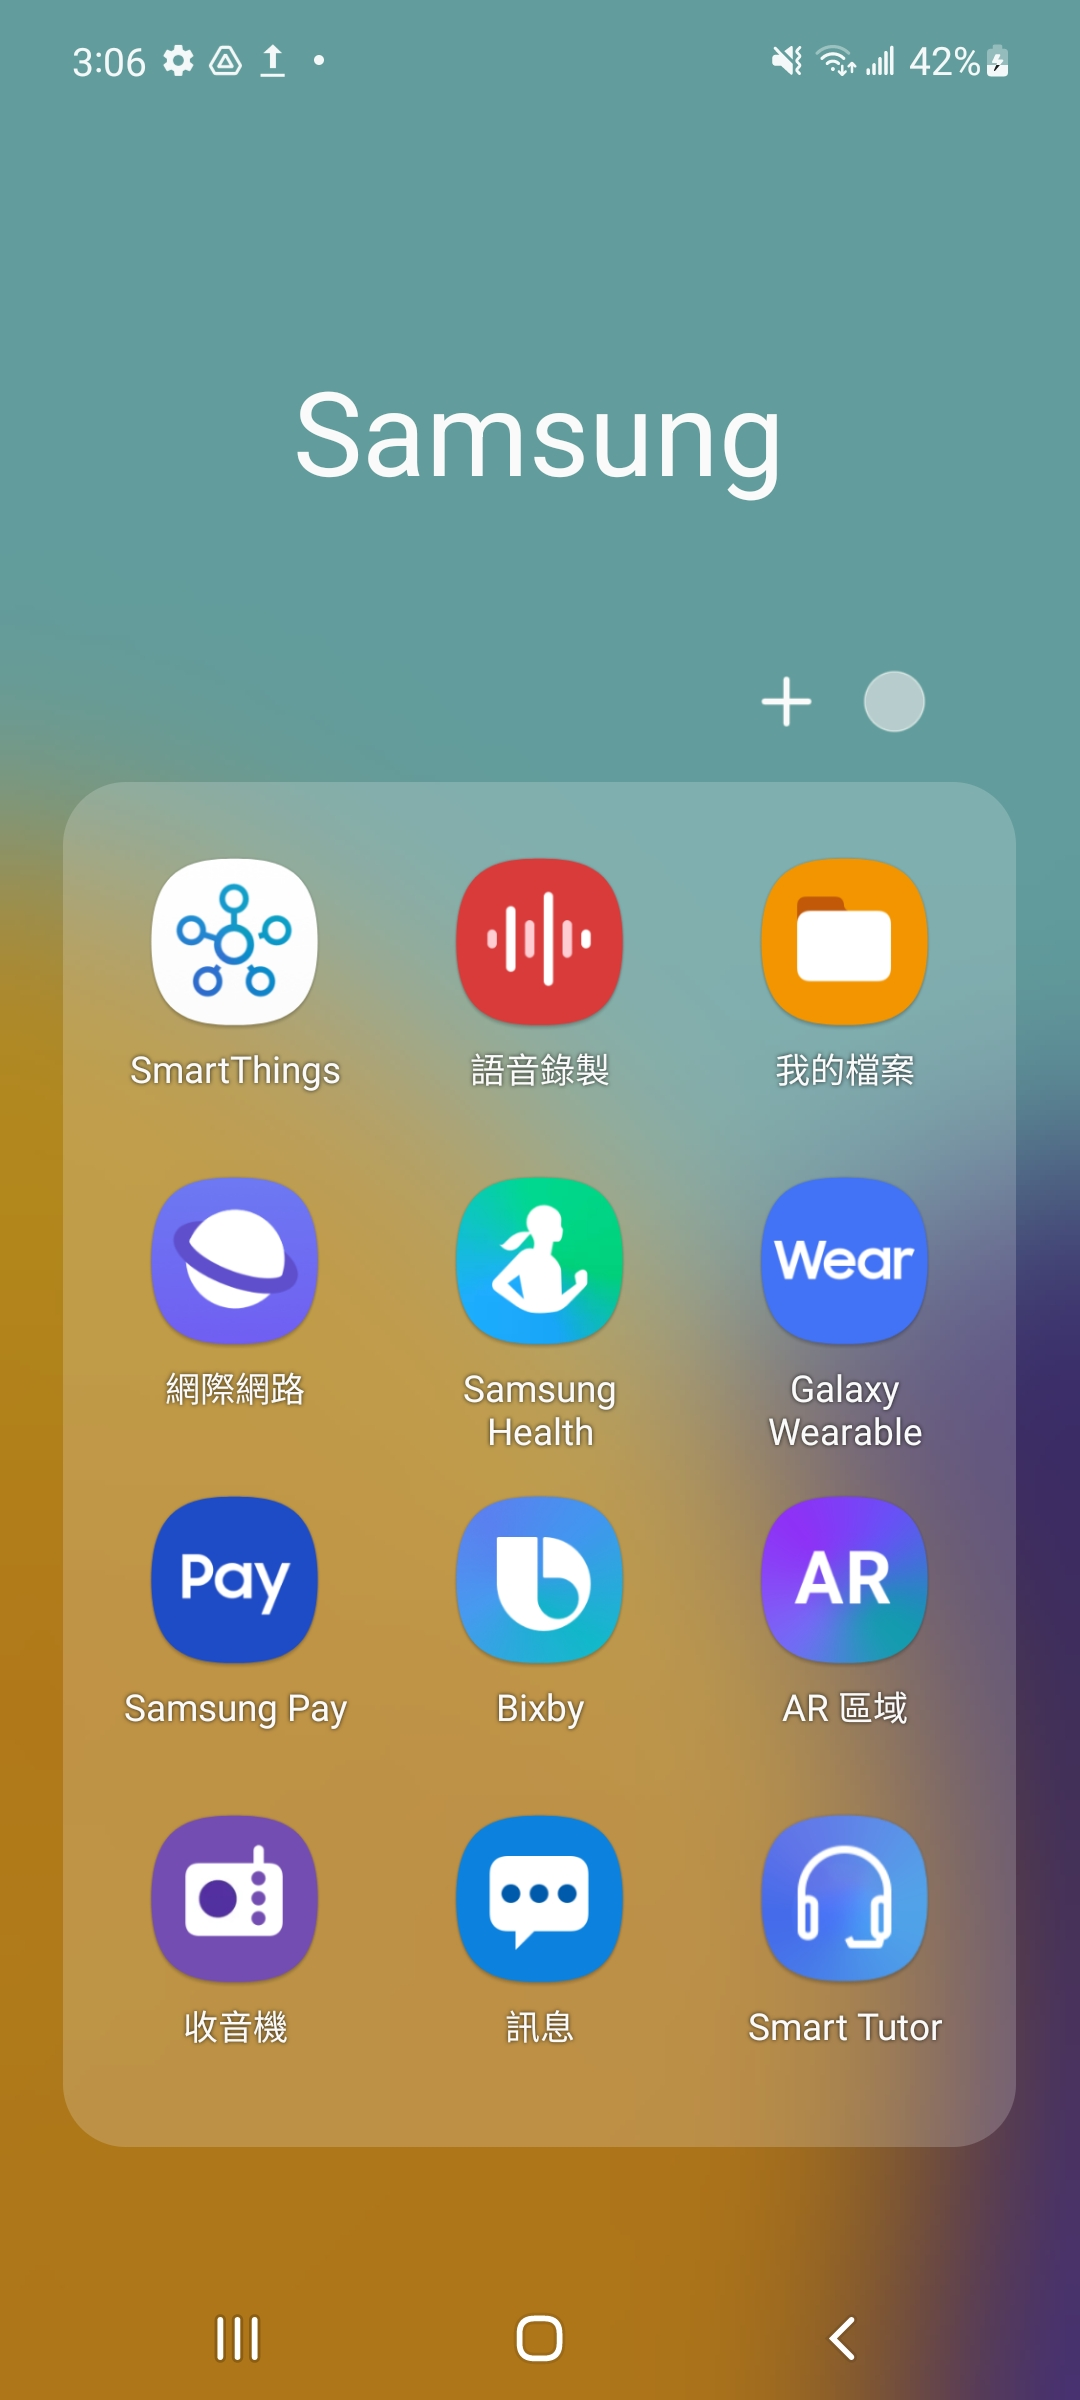 3:06 42%
Samsung
SmartThings 語音錄製 我的檔案
網際網路 Samsung Health Wear Galaxy Wearable
Pay Samsung Pay Bixby AR AR 區域
收音機 訊息 Smart Tutor